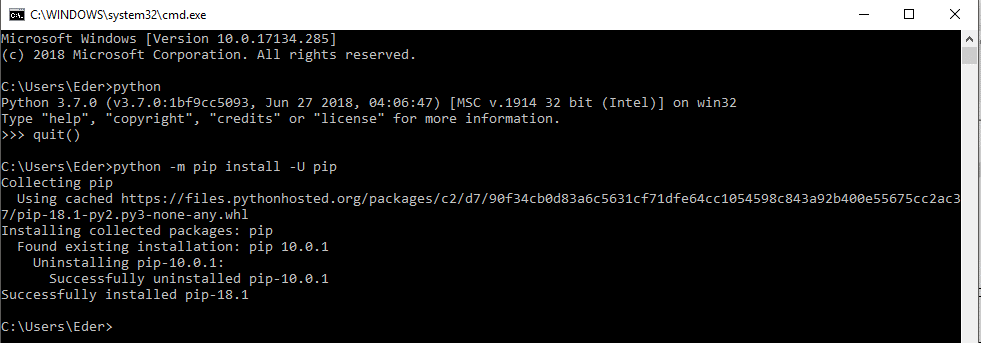 C:\WINDOWS\system32\cmd.exe
Microsoft Windows [Version 10.0.17134.285]
(c) 2018 Microsoft Corporation. All rights reserved.
C:\Users\Eder>python
Python 3.7.0 (v3.7.0:1bf9cc5093, Jun 27 2018, 04:06:47) [MSC v.1914 32 bit (Intel)] on win32
Type "help", "copyright", "credits" or "license" for more information.
>>> quit()
C:\Users\Eder>python -m pip install -U pip
Collecting pip
  Using cached https://files.pythonhosted.org/packages/c2/d7/90f34cb0d83a6c5631cf71dfe64cc1054598c843a92b400e55675cc2ac3
7/pip-18.1-py2.py3-none-any.whl
Installing collected packages: pip
  Found existing installation: pip 10.0.1
    Uninstalling pip-10.0.1:
      Successfully uninstalled pip-10.0.1
Successfully installed pip-18.1
C:\Users\Eder>